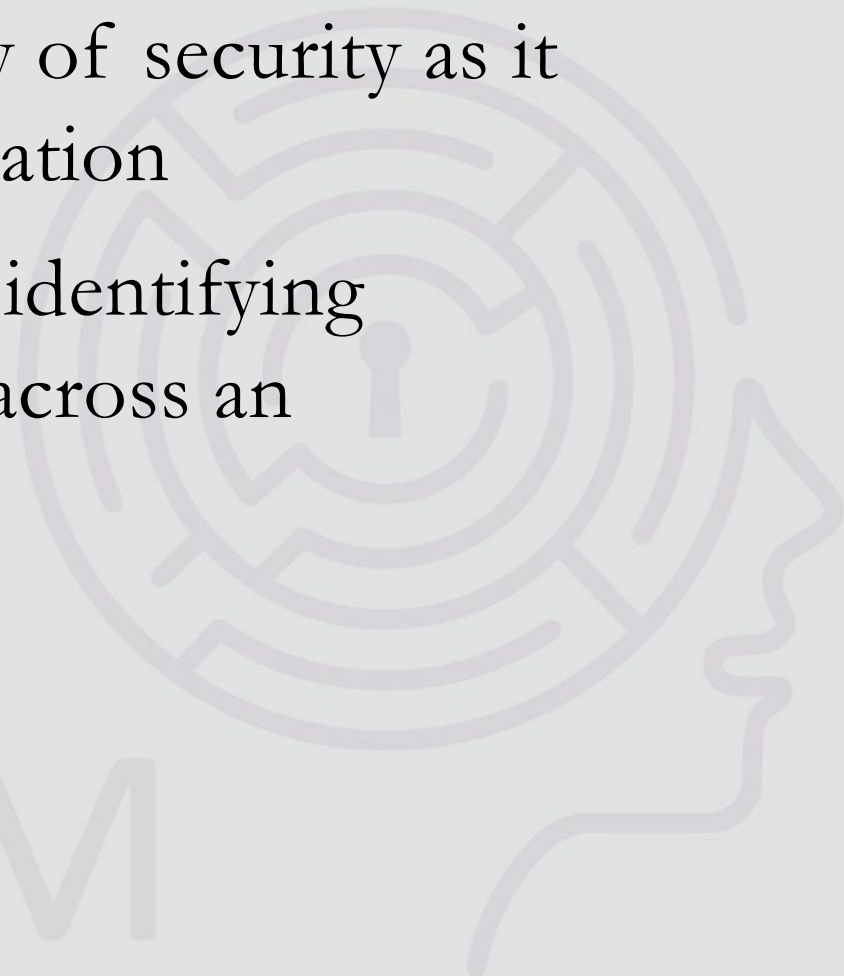 y of security as it
ation
identifying
across an
M